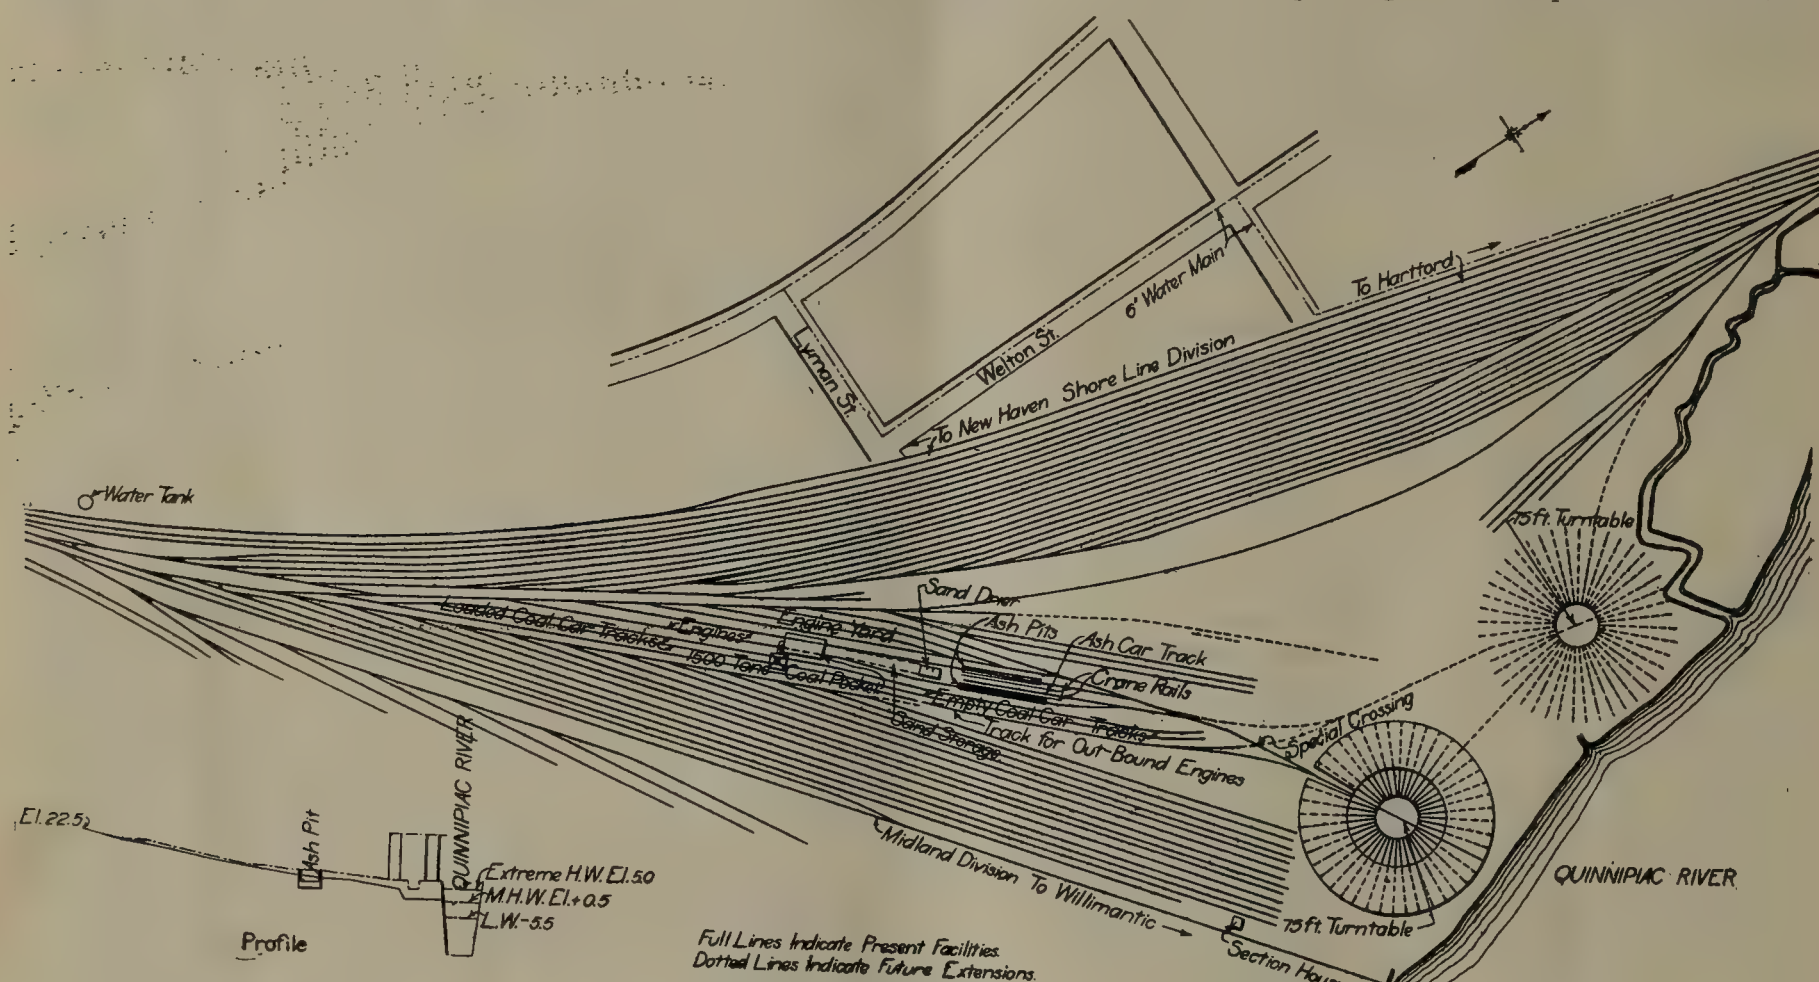 To Hartford
6" Water Main
Welton St.
Lyman St.
To New Haven Shore Line Division
Water Tank
75 ft. Turntable
Sand Drier
Ash Pits
Engine Yard
Engines
Loaded Coal Car Tracks
1500 Tons
Coal Pocket
Ash Car Track
Crane Rails
Empty Coal Car Tracks
Sand Storage
Track for Out-Bound Engines
Special Crossing
QUINNIPIAC RIVER
El. 22.5
Ash Pit
QUINNIPIAC RIVER
Extreme H.W. El. 5.0
M.H.W. El. +0.5
L.W. -5.5
Profile
Midland Division To Willimantic
75 ft. Turntable
Section Hou
Full Lines Indicate Present Facilities.
Dotted Lines Indicate Future Extensions.